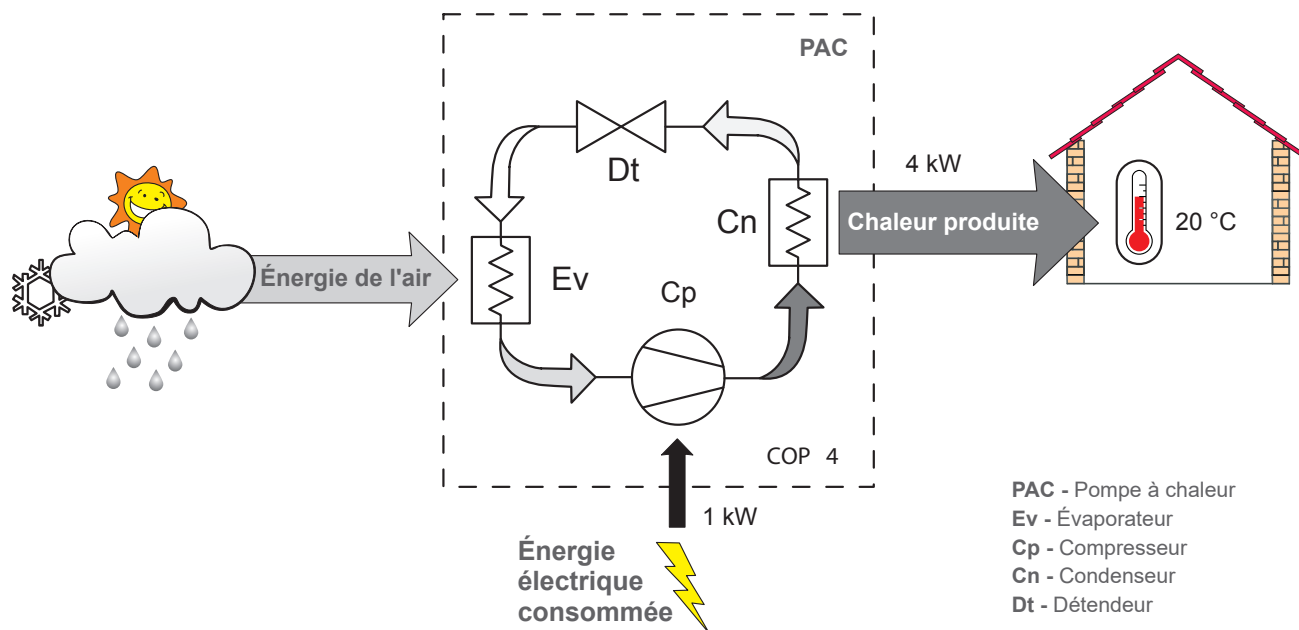 PAC
Dt
4 kW
Cn
Chaleur produite
20 °C
Énergie de l'air
Ev
Cp
COP 4
1 kW
Énergie
électrique
consommée
PAC - Pompe à chaleur
Ev - Évaporateur
Cp - Compresseur
Cn - Condenseur
Dt - Détendeur